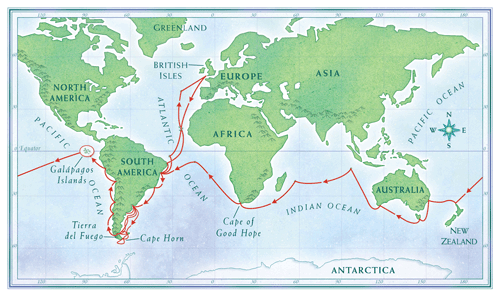 GREENLAND
BRITISH
ISLES
EUROPE
ASIA
NORTH
AMERICA
ATLANTIC
OCEAN
PACIFIC
OCEAN
PACIFIC OCEAN
N
W
E
S
AFRICA
Equator
Galápagos
Islands
SOUTH
AMERICA
AUSTRALIA
INDIAN OCEAN
Tierra
del Fuego
Cape Horn
Cape of
Good Hope
NEW
ZEALAND
ANTARCTICA